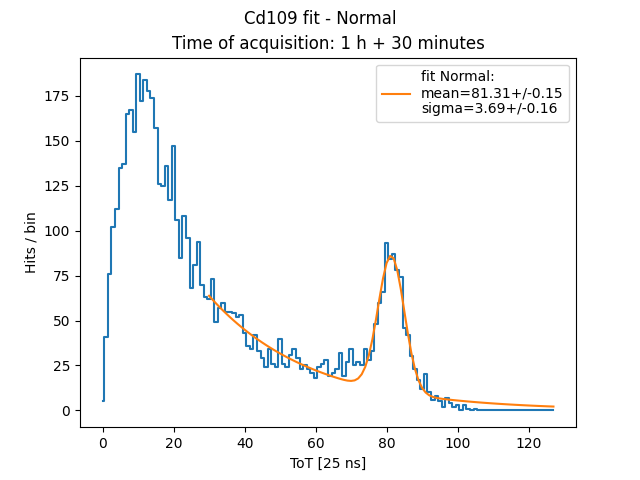 Cd109 fit - Normal
Time of acquisition: 1 h + 30 minutes
fit Normal:
mean=81.31+/-0.15
sigma=3.69+/-0.16
Hits / bin
175
150
125
100
75
50
25
0
0 20 40 60 80 100 120
ToT [25 ns]